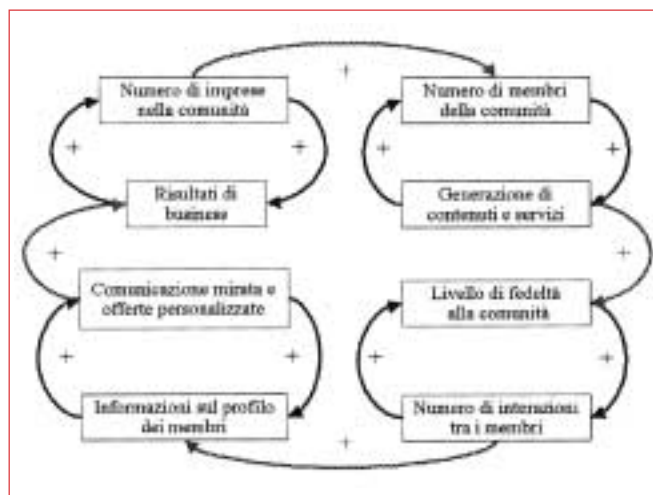 +
Numero di imprese
nella comunità
Numero di membri
della comunità
+
+
+
+
Risultati di
business
Generazione di
contenuti e servizi
+
+
Comunicazione mirata e
offerte personalizzate
Livello di fedeltà
alla comunità
+
+
+
+
Informazioni sul profilo
dei membri
Numero di interazioni
tra i membri
+